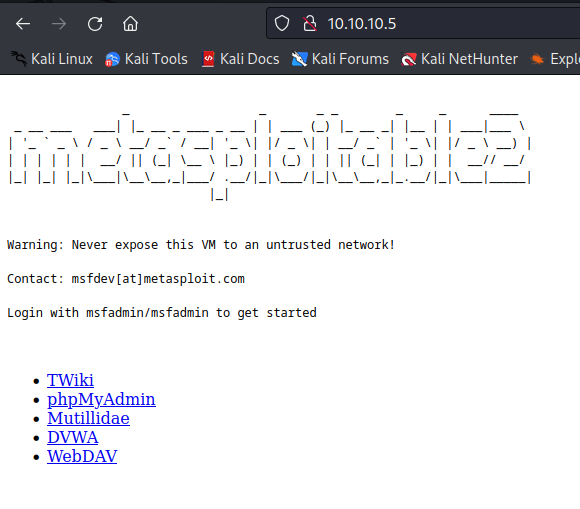 10.10.10.5
Kali Linux Kali Tools Kali Docs Kali Forums Kali NetHunter Explo
metasploitable2
Warning: Never expose this VM to an untrusted network!
Contact: msfdev[at]metasploit.com
Login with msfadmin/msfadmin to get started
TWiki
phpMyAdmin
Mutillidae
DVWA
WebDAV